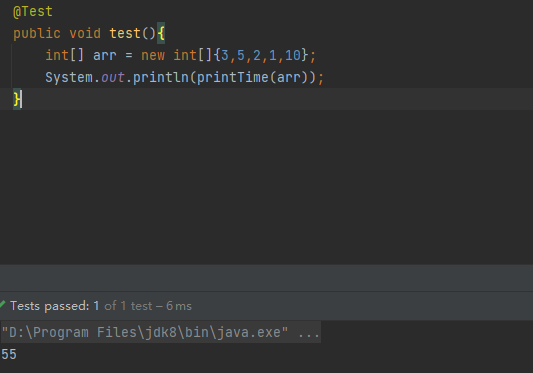 @Test
public void test(){
int[] arr = new int[]{3,5,2,1,10};
System.out.println(printTime(arr));
}
Tests passed: 1 of 1 test – 6 ms
"D:\Program Files\jdk8\bin\java.exe" ...
55